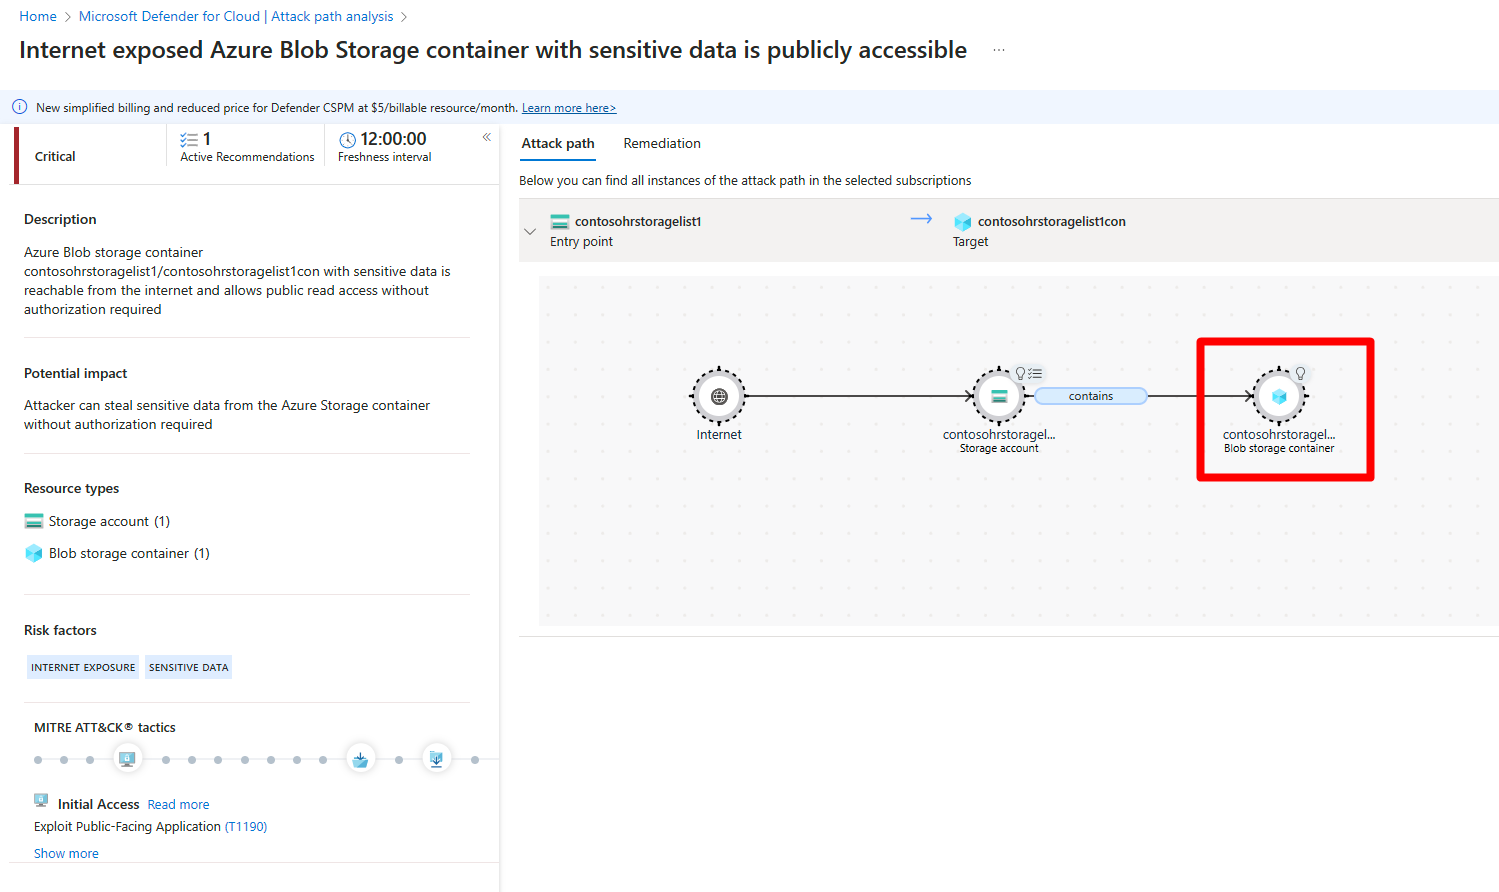 Home > Microsoft Defender for Cloud | Attack path analysis >
Internet exposed Azure Blob Storage container with sensitive data is publicly accessible ...
New simplified billing and reduced price for Defender CSPM at $5/billable resource/month. Learn more here>
Critical
1
Active Recommendations
12:00:00
Freshness interval
«
Description
Azure Blob storage container
contosohrstoragelist1/contosohrstoragelist1con with sensitive data is
reachable from the internet and allows public read access without
authorization required
Potential impact
Attacker can steal sensitive data from the Azure Storage container
without authorization required
Resource types
Storage account (1)
Blob storage container (1)
Risk factors
INTERNET EXPOSURE SENSITIVE DATA
MITRE ATT&CK® tactics
Initial Access Read more
Exploit Public-Facing Application (T1190)
Show more
Attack path Remediation
Below you can find all instances of the attack path in the selected subscriptions
contosohrstoragelist1
Entry point
contosohrstoragelist1con
Target
Internet
contosohrstoragel...
Storage account
contains
contosohrstoragel...
Blob storage container